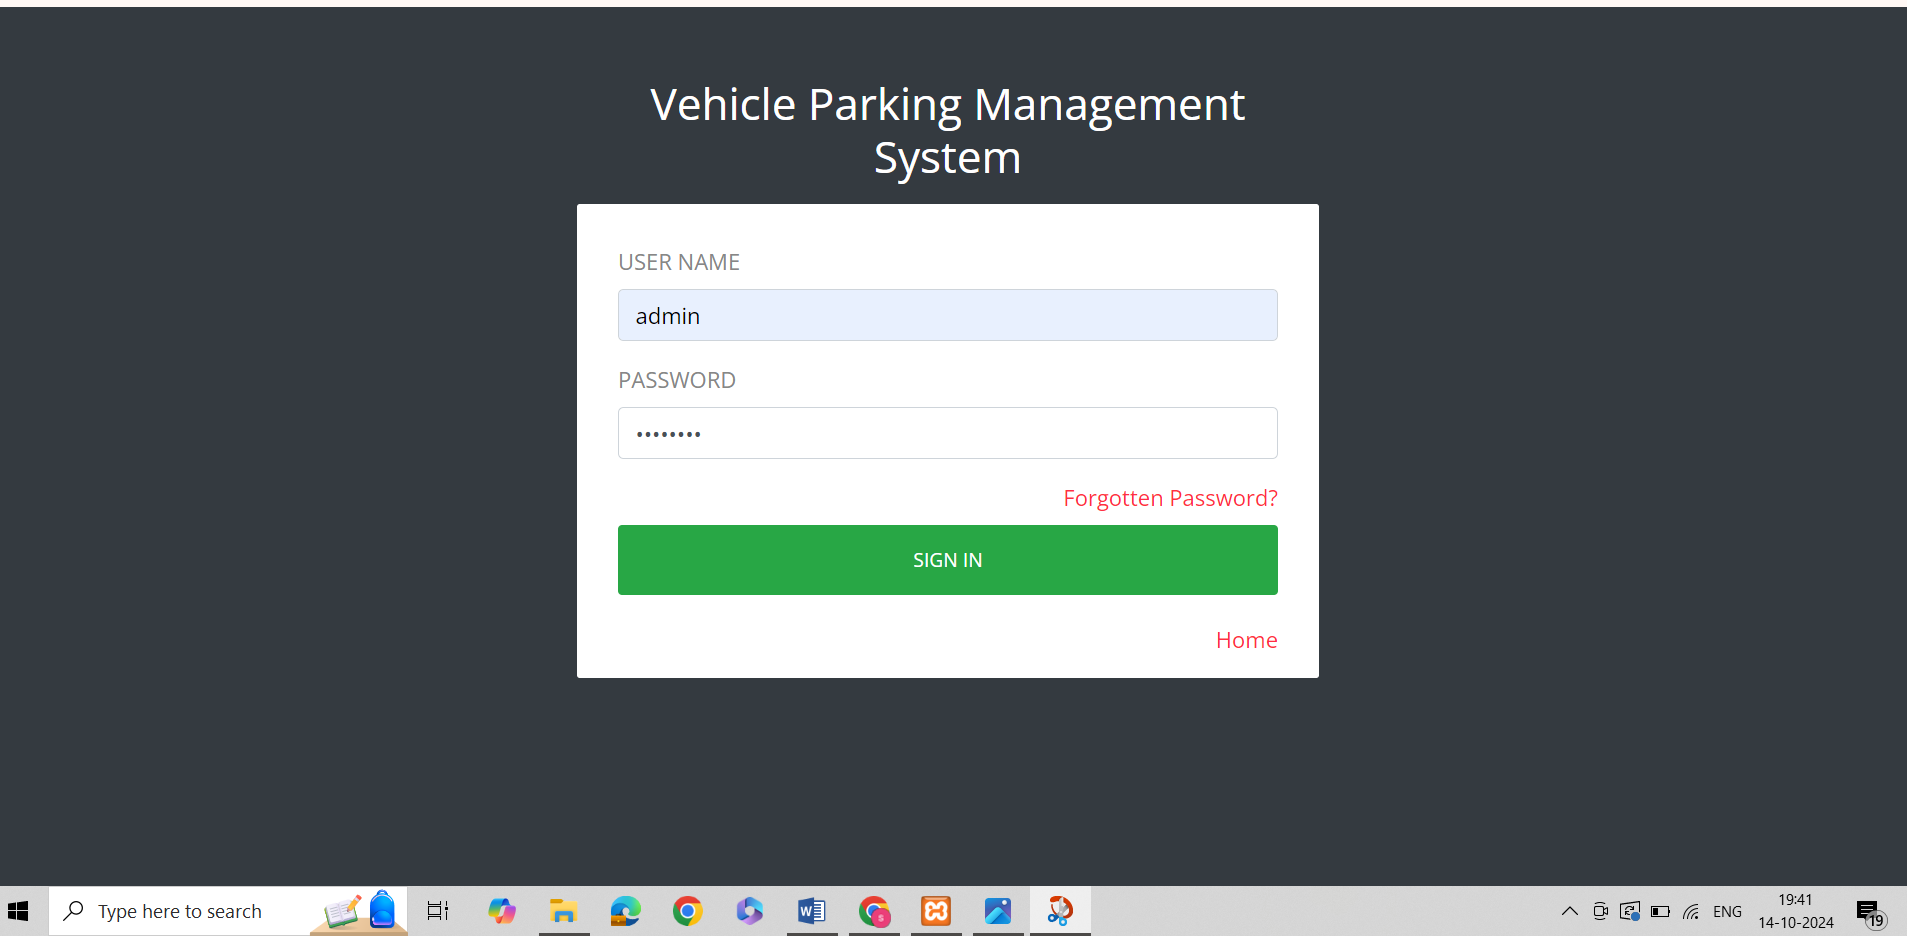 Vehicle Parking Management
System
USER NAME
admin
PASSWORD
••••••••
Forgotten Password?
SIGN IN
Home
Type here to search
ENG
19:41
14-10-2024
19